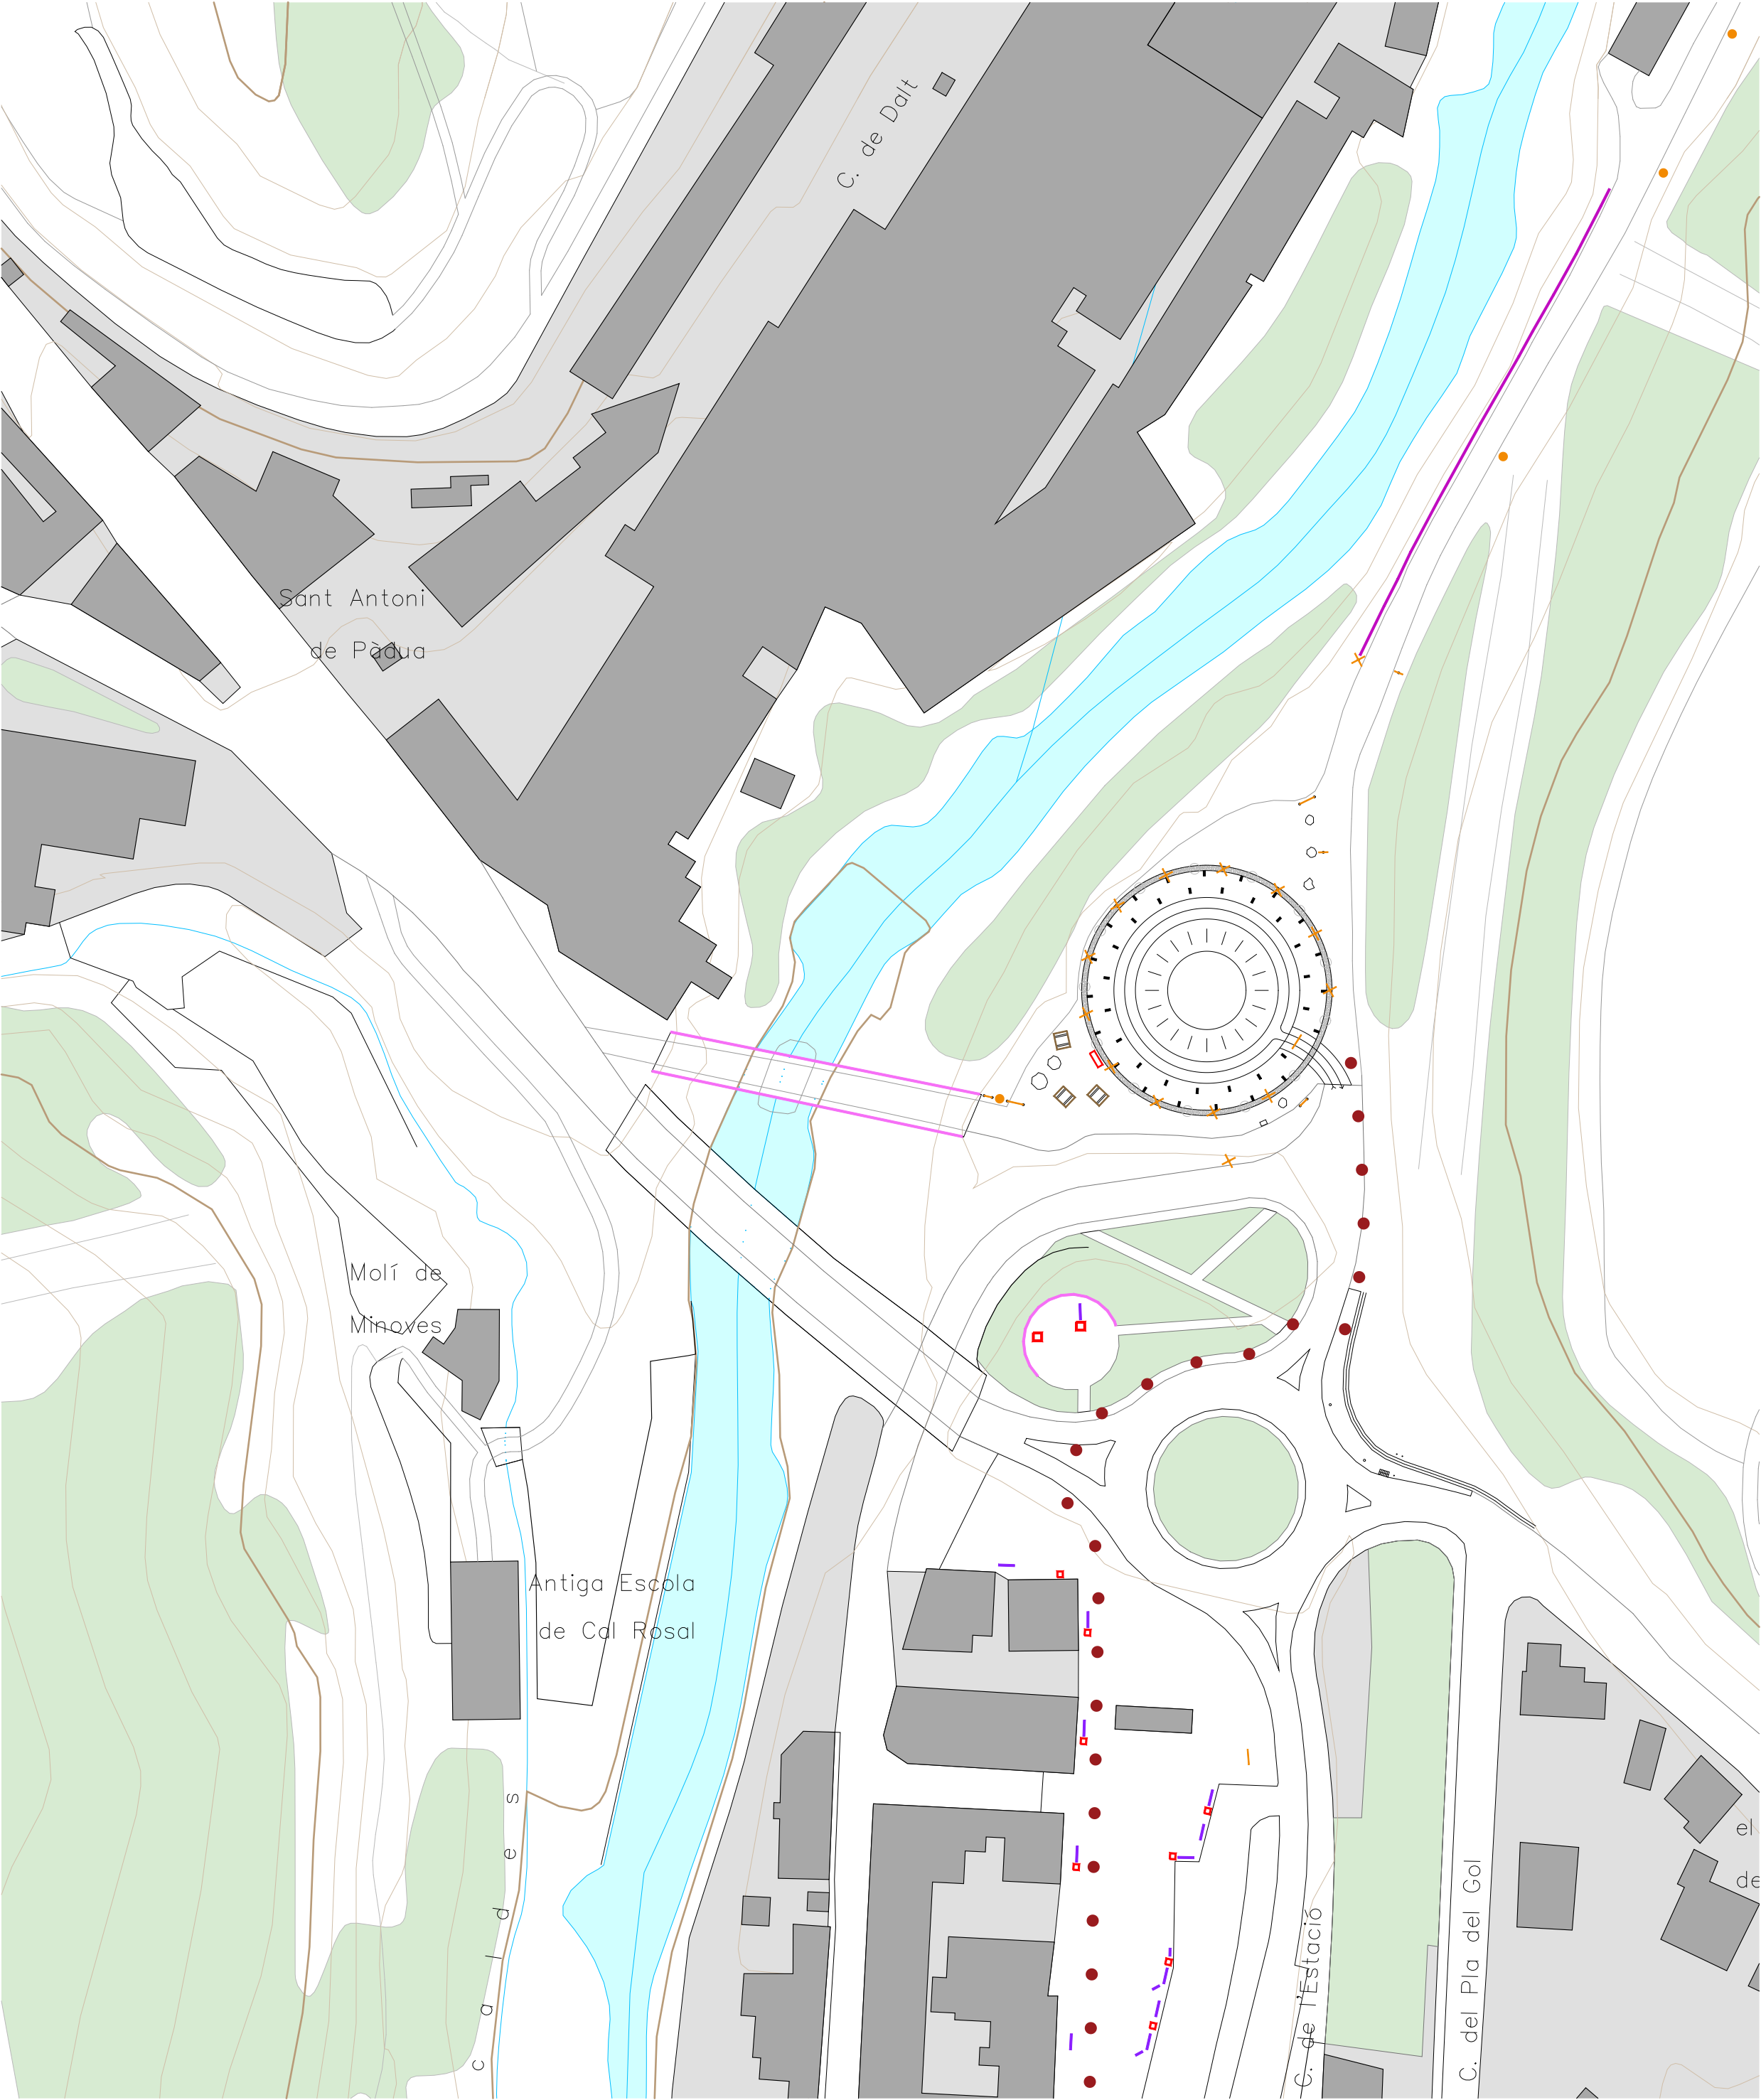 C. de Dalt
Sant Antoni
de Pàdua
Molí de
Minoves
Antiga Escola
de Cal Rosal
c a l d e s
C. de l'Estació
C. del Pla del Gol
el
de